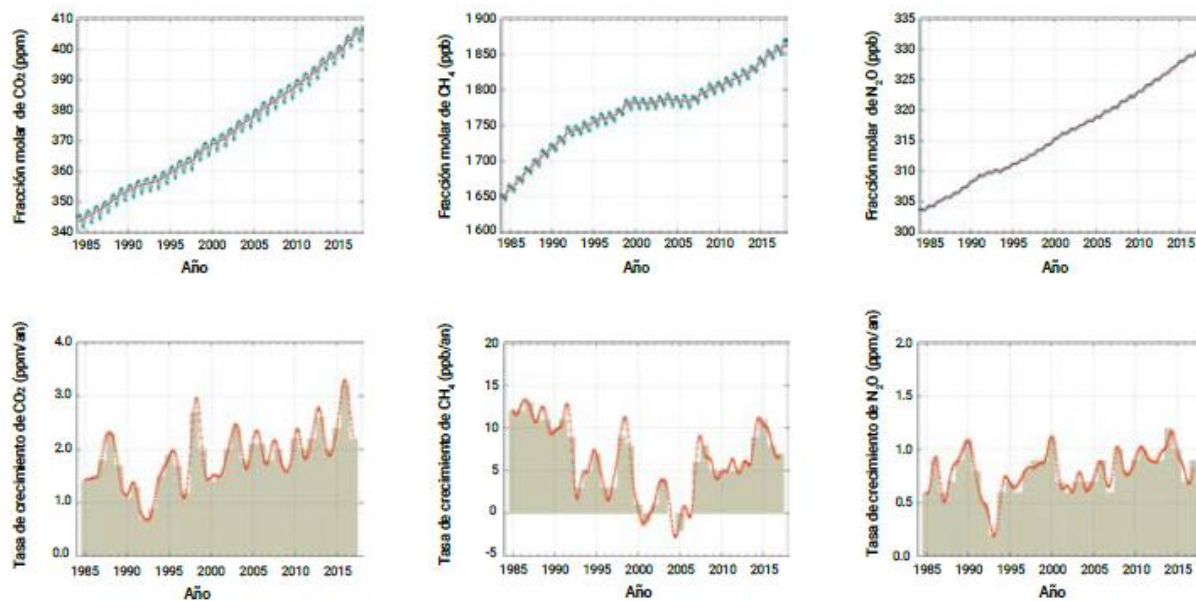 Fracción molar de CO₂ (ppm)
410
400
390
380
370
360
350
340
1985 1990 1995 2000 2005 2010 2015
Año
Fracción molar de CH₄ (ppb)
1 900
1 850
1 800
1 750
1 700
1 650
1 600
1985 1990 1995 2000 2005 2010 2015
Año
Fracción molar de N₂O (ppb)
335
330
325
320
315
310
305
300
1985 1990 1995 2000 2005 2010 2015
Año
Tasa de crecimiento de CO₂ (ppm/an)
4.0
3.0
2.0
1.0
0.0
1985 1990 1995 2000 2005 2010 2015
Año
Tasa de crecimiento de CH₄ (ppb/an)
20
15
10
5
0
-5
1985 1990 1995 2000 2005 2010 2015
Año
Tasa de crecimiento de N₂O (ppm/an)
2.0
1.5
1.0
0.5
0.0
1985 1990 1995 2000 2005 2010 2015
Año